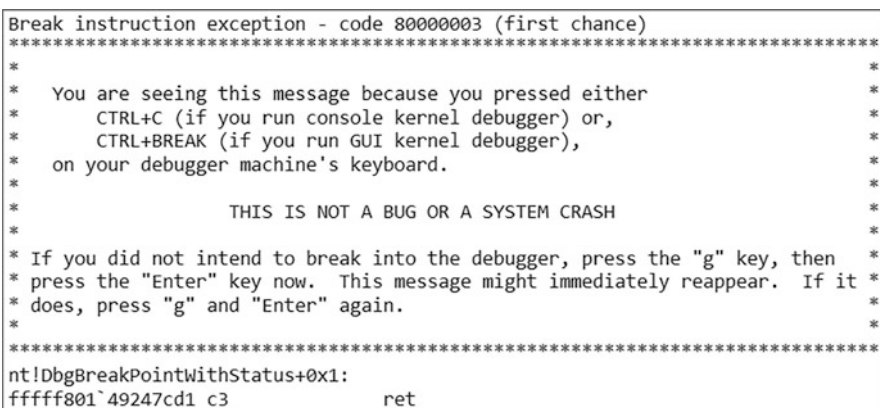 Break instruction exception - code 80000003 (first chance)
*******************************************************************************
*                                                                             *
*   You are seeing this message because you pressed either                    *
*       CTRL+C (if you run console kernel debugger) or,                       *
*       CTRL+BREAK (if you run GUI kernel debugger),                          *
*   on your debugger machine's keyboard.                                      *
*                                                                             *
*                   THIS IS NOT A BUG OR A SYSTEM CRASH                       *
*                                                                             *
* If you did not intend to break into the debugger, press the "g" key, then   *
* press the "Enter" key now.  This message might immediately reappear.  If it *
* does, press "g" and "Enter" again.                                          *
*                                                                             *
*******************************************************************************
nt!DbgBreakPointWithStatus+0x1:
fffff801`49247cd1 c3              ret